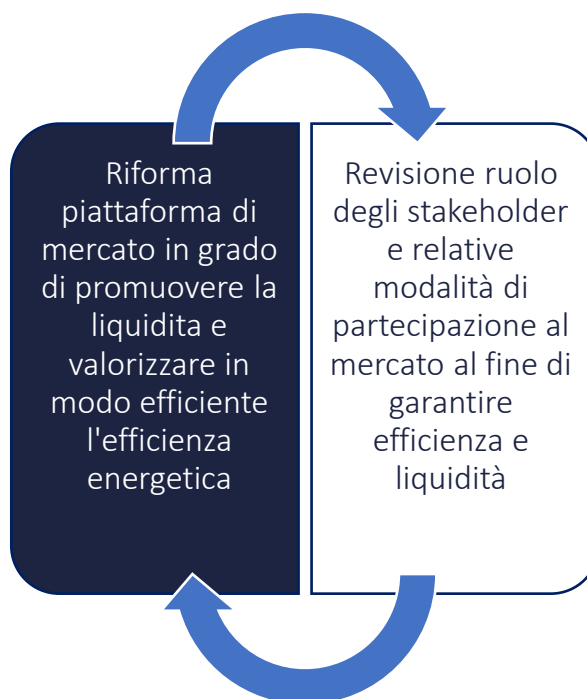 Riforma
piattaforma di
mercato in grado
di promuovere la
liquidita e
valorizzare in
modo efficiente
l'efficienza
energetica
Revisione ruolo
degli stakeholder
e relative
modalità di
partecipazione al
mercato al fine di
garantire
efficienza e
liquidità